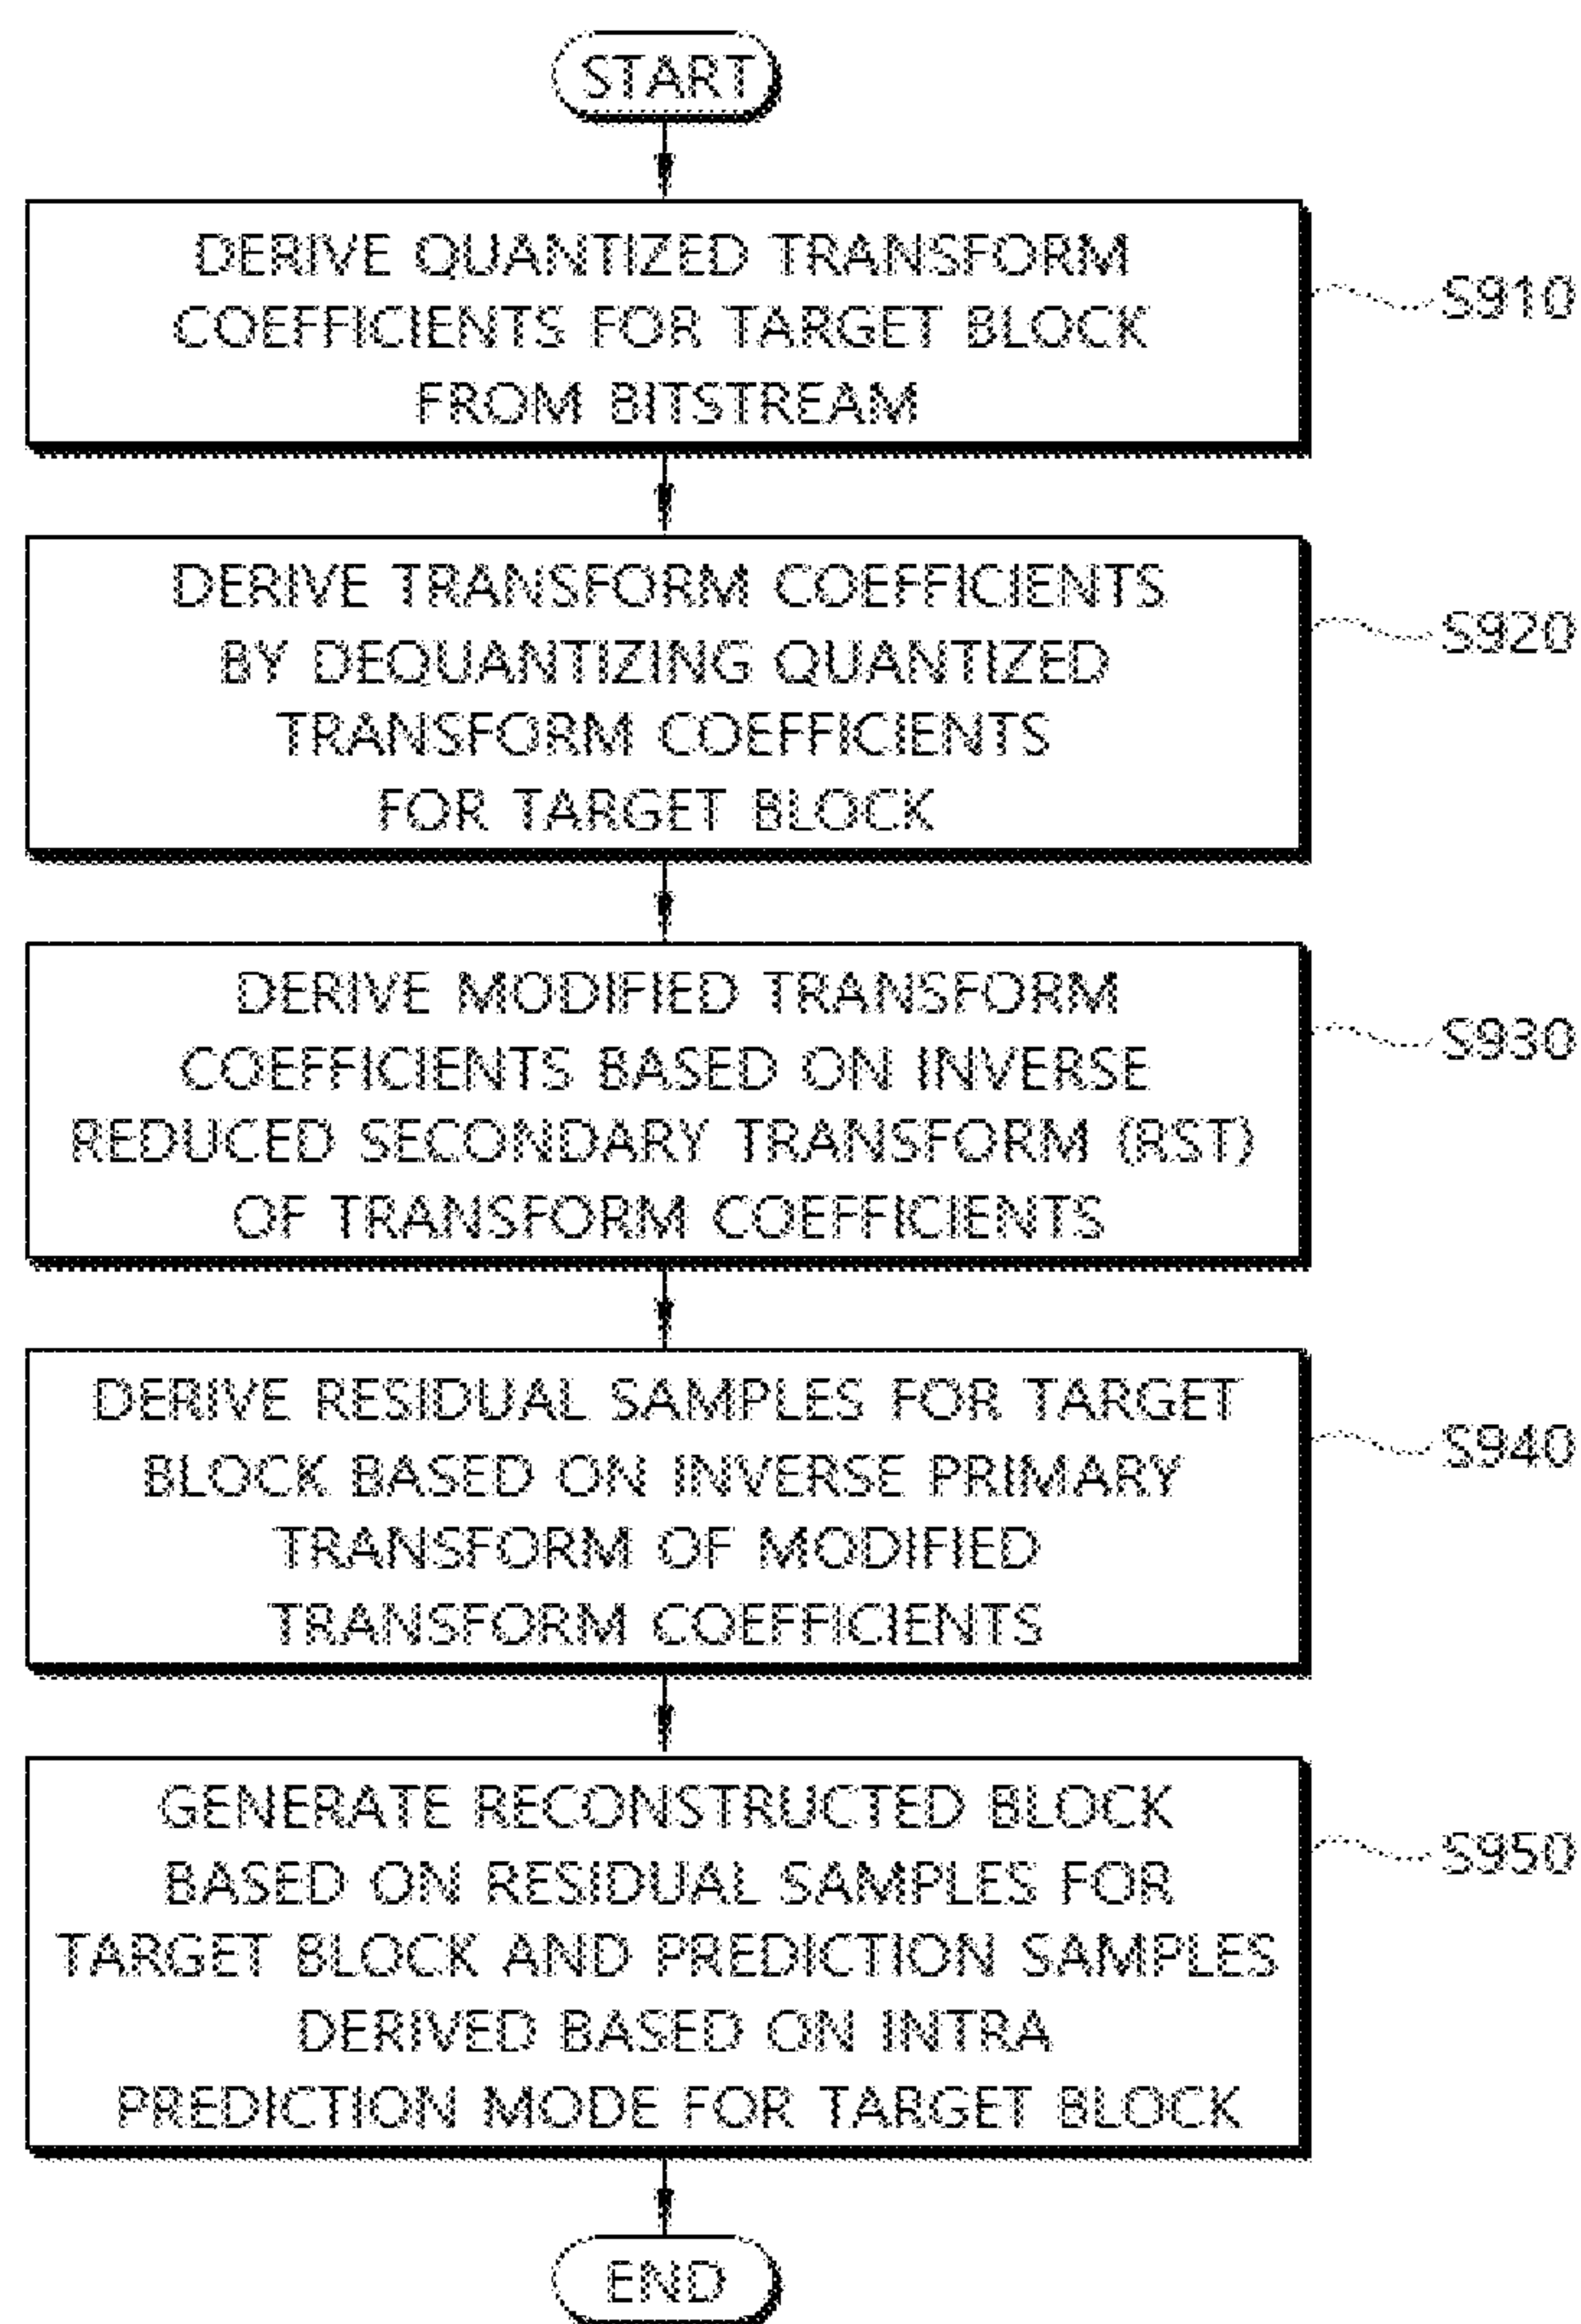 START
DERIVE QUANTIZED TRANSFORM
COEFFICIENTS FOR TARGET BLOCK
FROM BITSTREAM
S910
DERIVE TRANSFORM COEFFICIENTS
BY DEQUANTIZING QUANTIZED
TRANSFORM COEFFICIENTS
FOR TARGET BLOCK
S920
DERIVE MODIFIED TRANSFORM
COEFFICIENTS BASED ON INVERSE
REDUCED SECONDARY TRANSFORM (RST)
OF TRANSFORM COEFFICIENTS
S930
DERIVE RESIDUAL SAMPLES FOR TARGET
BLOCK BASED ON INVERSE PRIMARY
TRANSFORM OF MODIFIED
TRANSFORM COEFFICIENTS
S940
GENERATE RECONSTRUCTED BLOCK
BASED ON RESIDUAL SAMPLES FOR
TARGET BLOCK AND PREDICTION SAMPLES
DERIVED BASED ON INTRA
PREDICTION MODE FOR TARGET BLOCK
S950
END